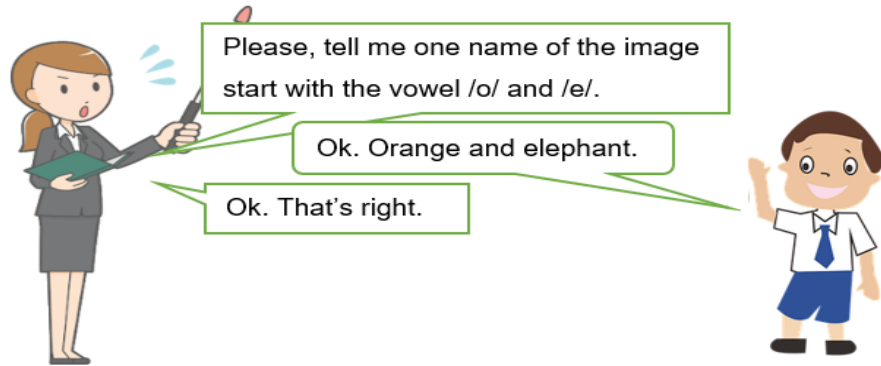 Please, tell me one name of the image
start with the vowel /o/ and /e/.
Ok. Orange and elephant.
Ok. That’s right.